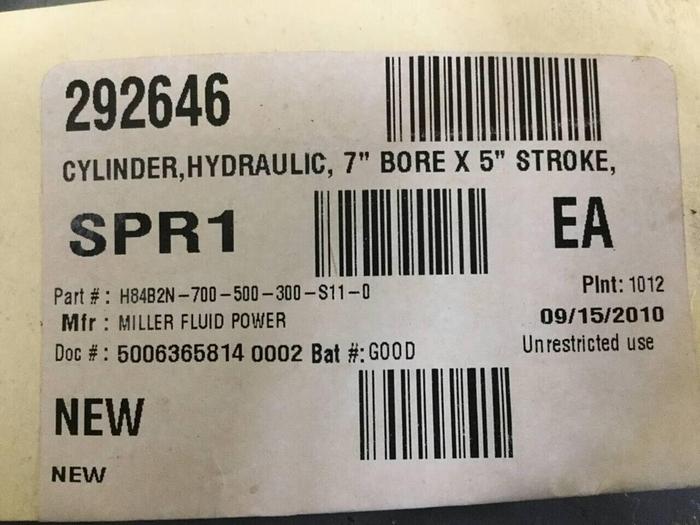 292646
CYLINDER,HYDRAULIC, 7" BORE X 5" STROKE,
SPR1 EA
Part # : H84B2N-700-500-300-S11-0 Plnt: 1012
Mfr : MILLER FLUID POWER 09/15/2010
Doc # : 5006365814 0002 Bat #: GOOD Unrestricted use
NEW
NEW